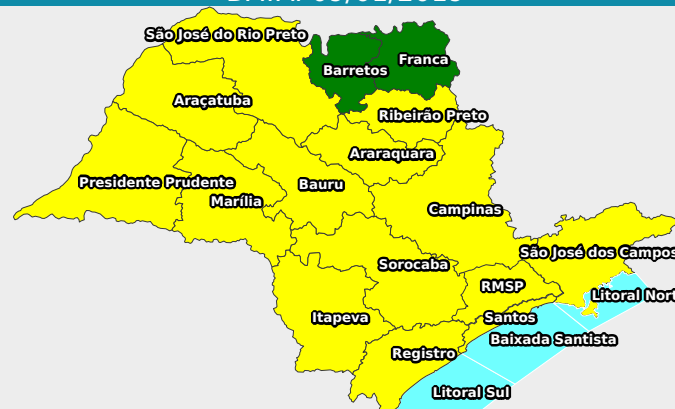 São José do Rio Preto
Franca
Barretos
Araçatuba
Ribeirão Preto
Araraquara
Presidente Prudente
Bauru
Marília
Campinas
São José dos Campos
Sorocaba
RMSP
Litoral Nort
Itapeva
Santos
Baixada Santista
Registro
Litoral Sul